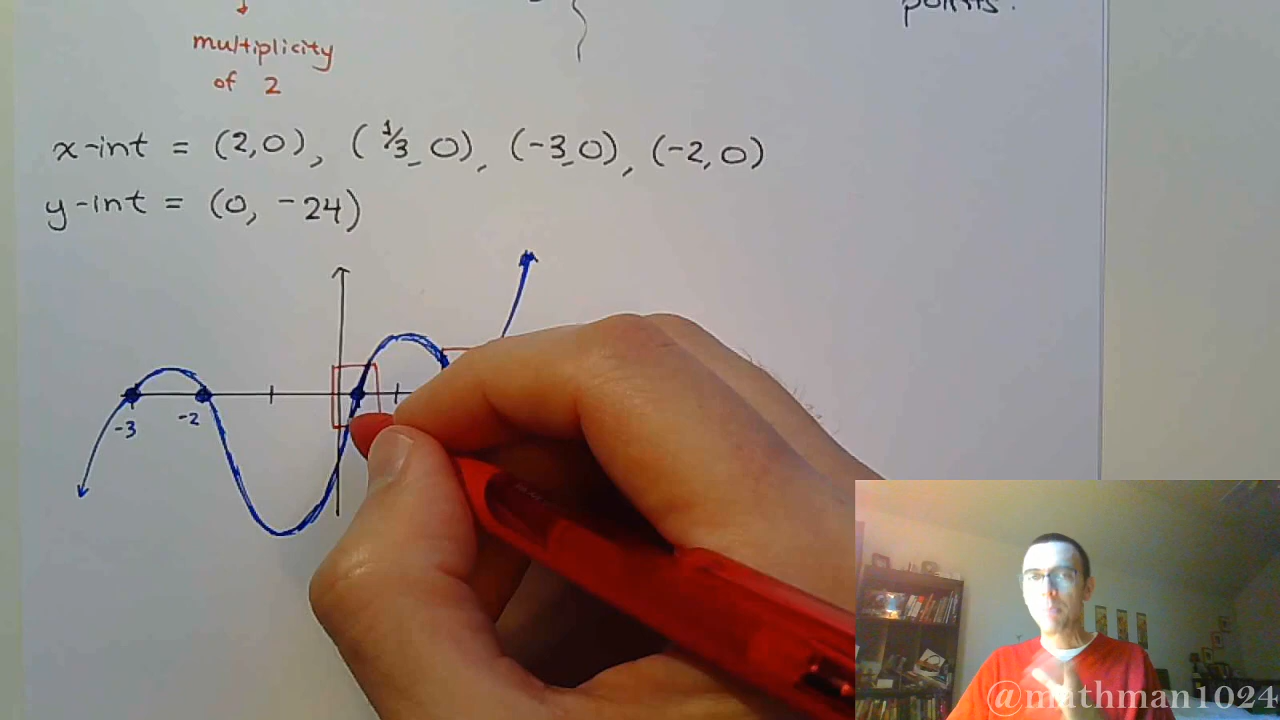 points.
multiplicity
of 2
x-int = (2,0), (1/3, 0), (-3,0), (-2,0)
y-int = (0, -24)
-3 -2
@mathman1024